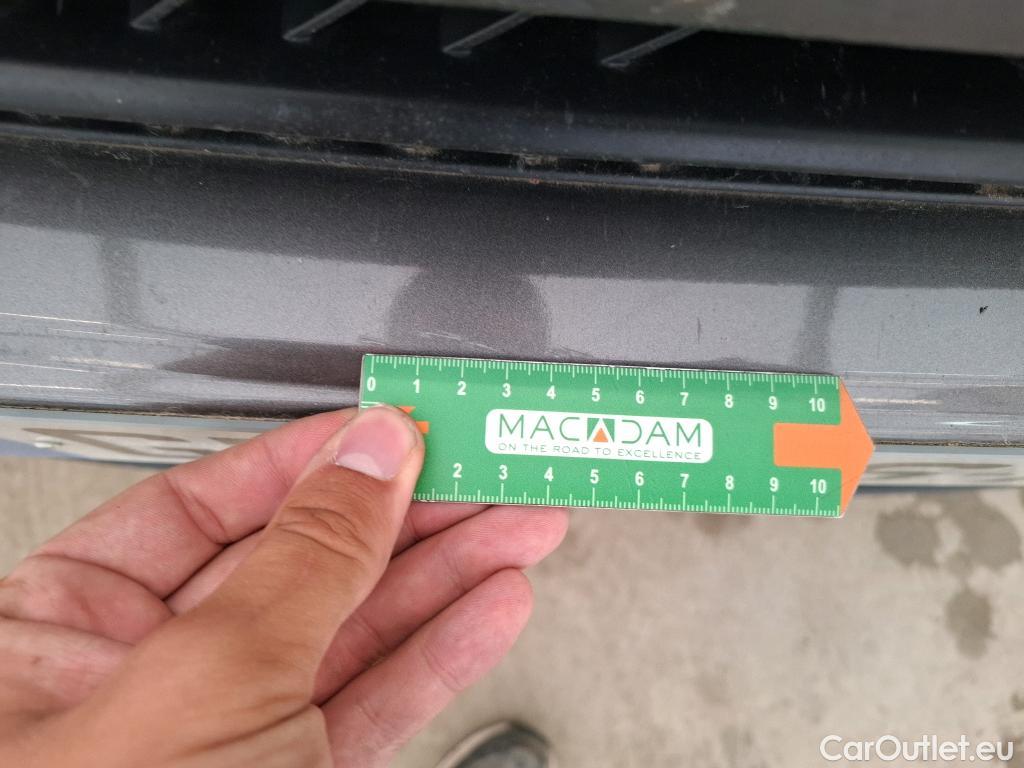 0 1 2 3 4 5 6 7 8 9 10
MACADAM
ON THE ROAD TO EXCELLENCE
2 3 4 5 6 7 8 9 10
CarOutlet.eu